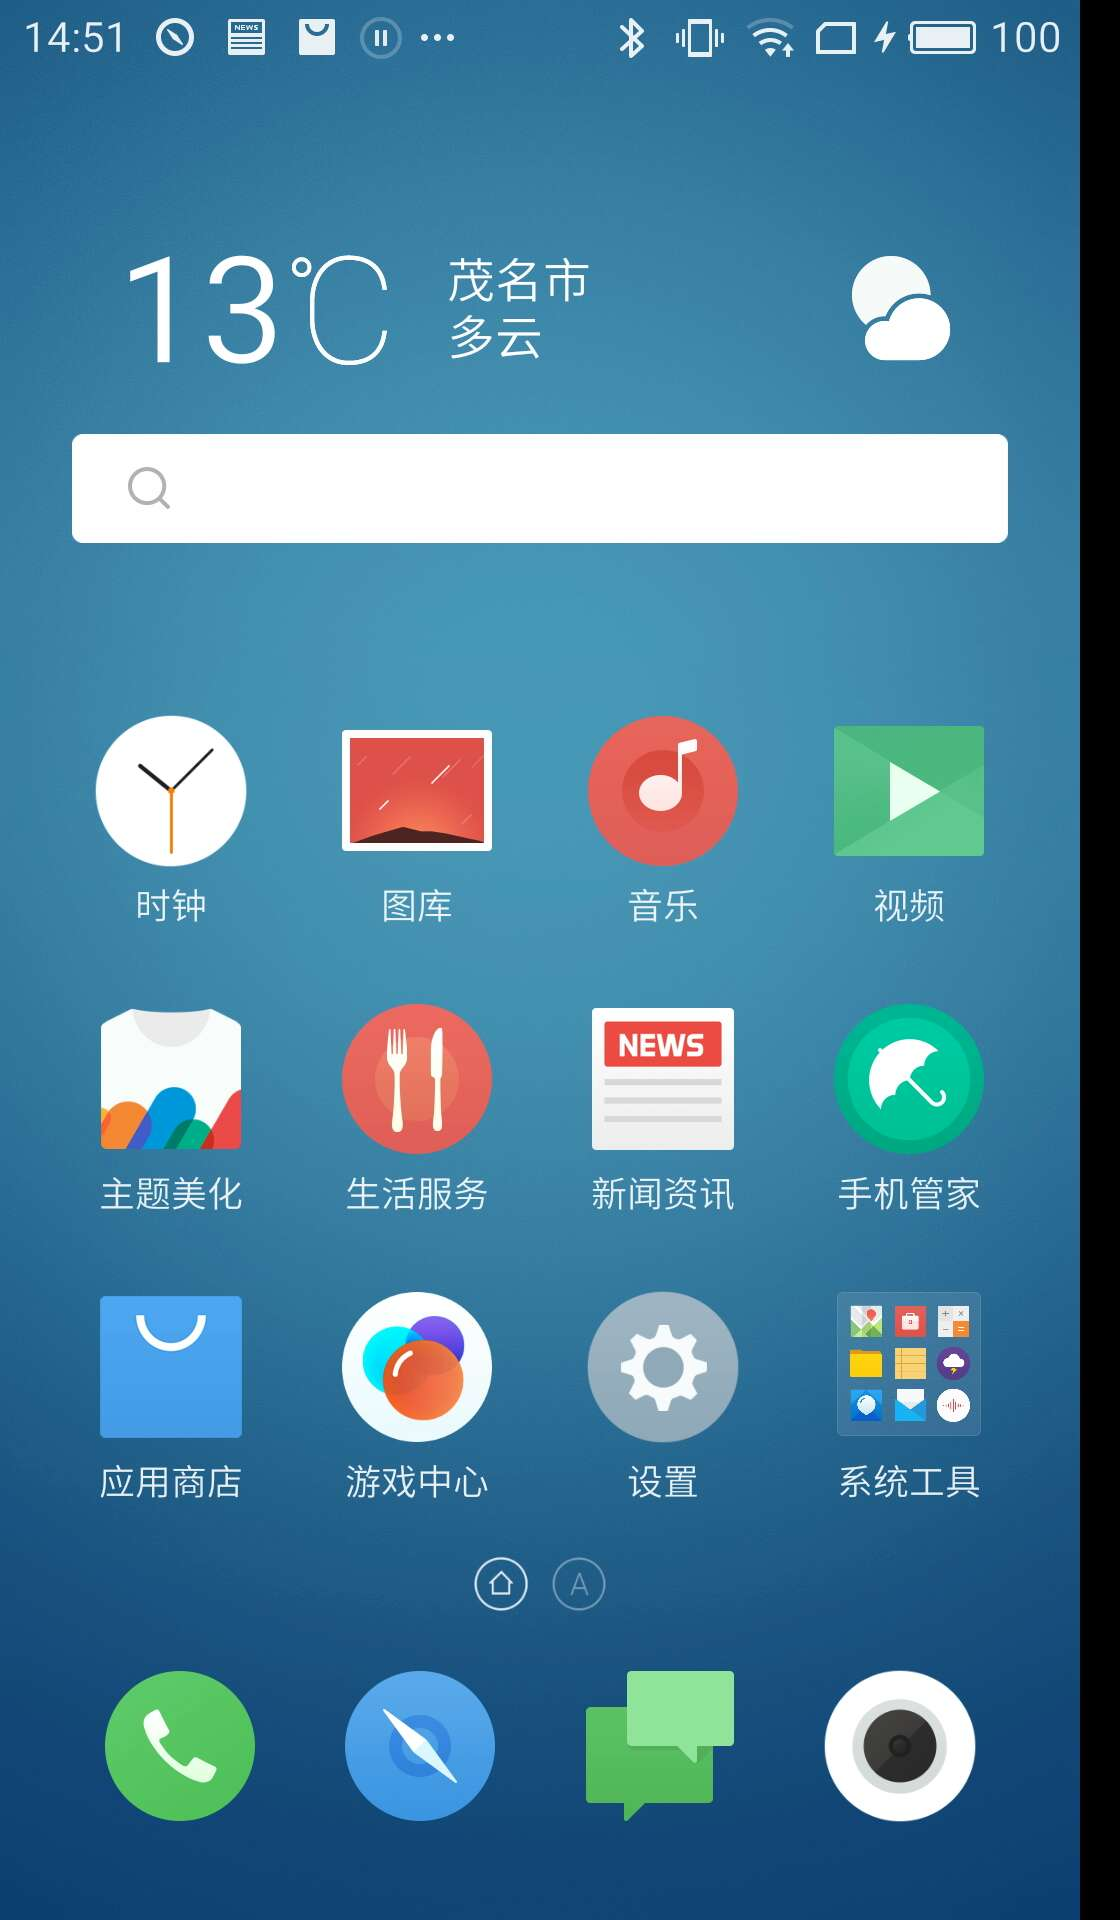 14:51 NEWS 100
13℃ 茂名市
多云
时钟 图库 音乐 视频
NEWS
主题美化 生活服务 新闻资讯 手机管家
应用商店 游戏中心 设置 系统工具
A